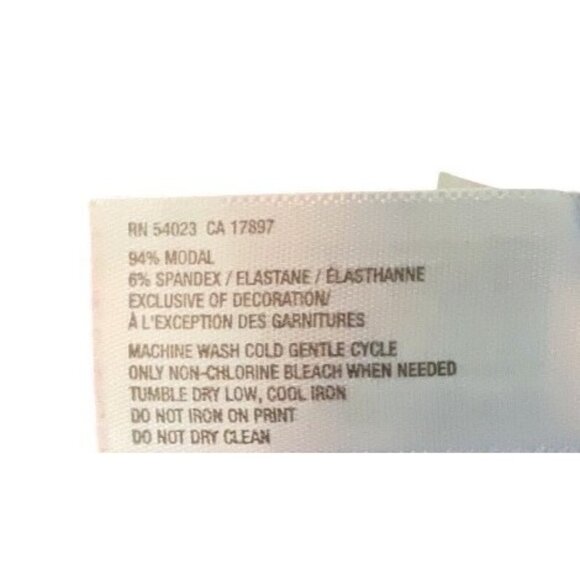 RN 54023 CA 17897
94% MODAL
6% SPANDEX / ELASTANE / ÉLASTHANNE
EXCLUSIVE OF DECORATION/
À L'EXCEPTION DES GARNITURES
MACHINE WASH COLD GENTLE CYCLE
ONLY NON-CHLORINE BLEACH WHEN NEEDED
TUMBLE DRY LOW, COOL IRON
DO NOT IRON ON PRINT
DO NOT DRY CLEAN